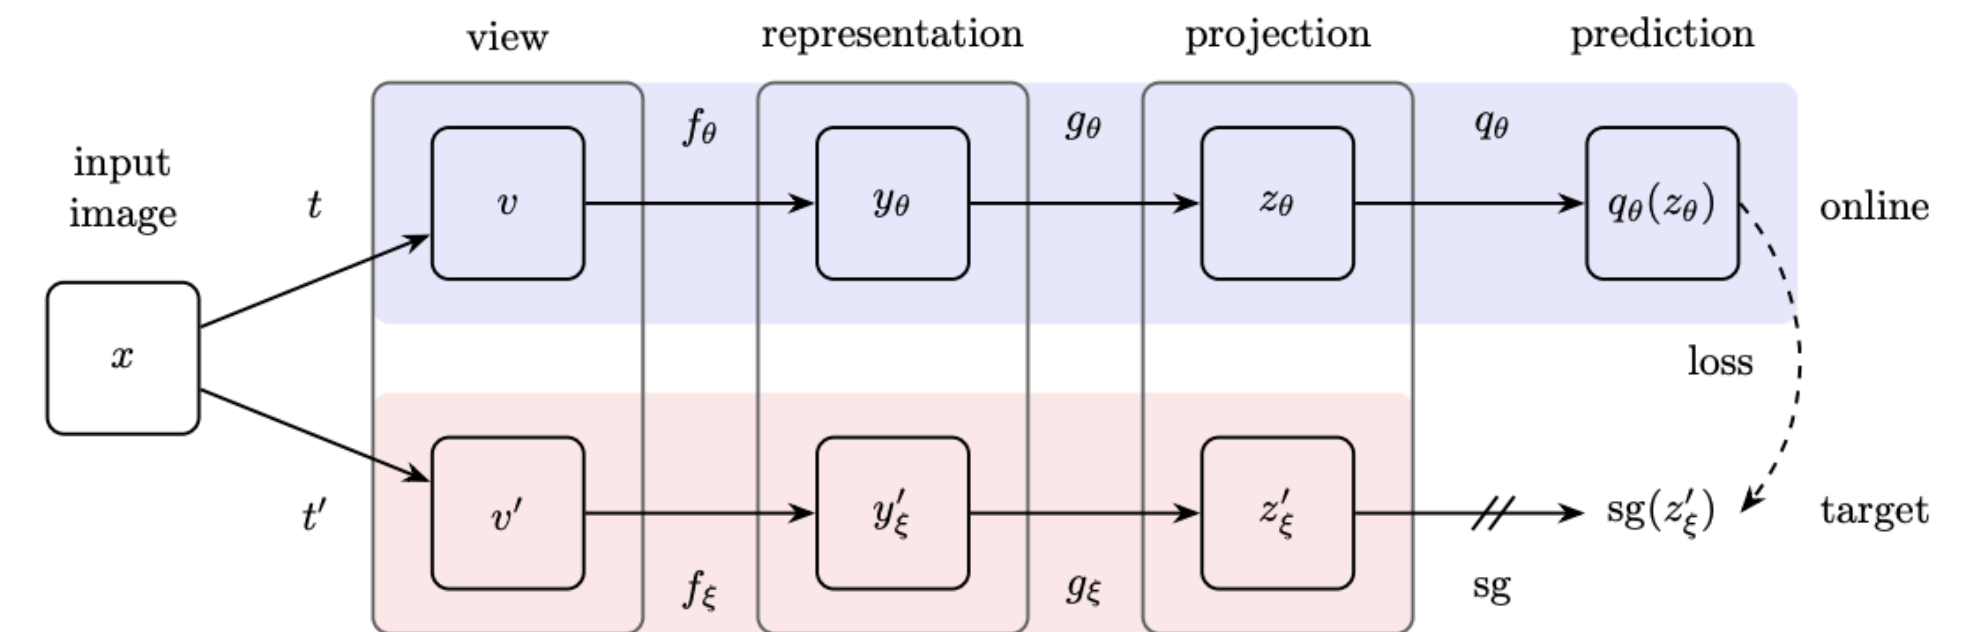 view representation projection prediction
input
image
t
f_θ
g_θ
q_θ
v
y_θ
z_θ
q_θ(z_θ)
online
x
loss
t′
v′
y′_ξ
z′_ξ
sg(z′_ξ)
target
f_ξ
g_ξ
sg